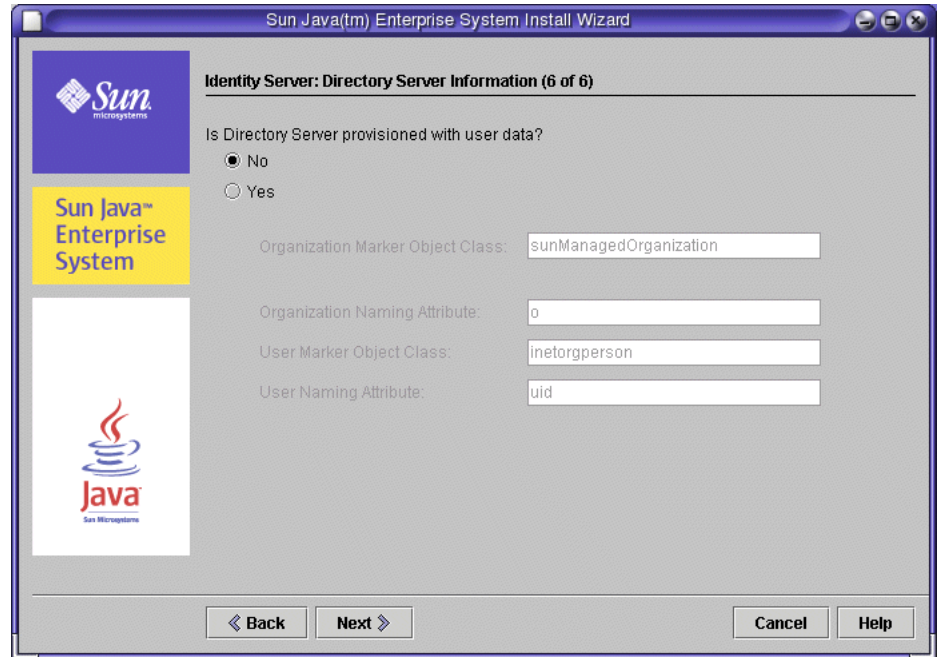 Sun Java(tm) Enterprise System Install Wizard
Sun
microsystems
Sun Java™
Enterprise
System
Java
Sun Microsystems
Identity Server: Directory Server Information (6 of 6)
Is Directory Server provisioned with user data?
No
Yes
Organization Marker Object Class: sunManagedOrganization
Organization Naming Attribute: o
User Marker Object Class: inetorgperson
User Naming Attribute: uid
Back Next Cancel Help